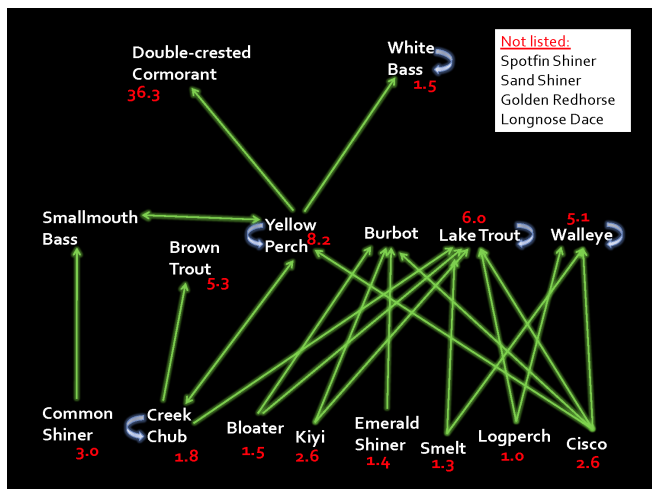 Double-crested
Cormorant
36.3
White
Bass
1.5
Not listed:
Spotfin Shiner
Sand Shiner
Golden Redhorse
Longnose Dace
Smallmouth
Bass
Brown
Trout
5.3
Yellow
Perch
8.2
Burbot
6.0
Lake Trout
5.1
Walleye
Common
Shiner
3.0
Creek
Chub
1.8
Bloater
1.5
Kiyi
2.6
Emerald
Shiner
1.4
Smelt
1.3
Logperch
1.0
Cisco
2.6